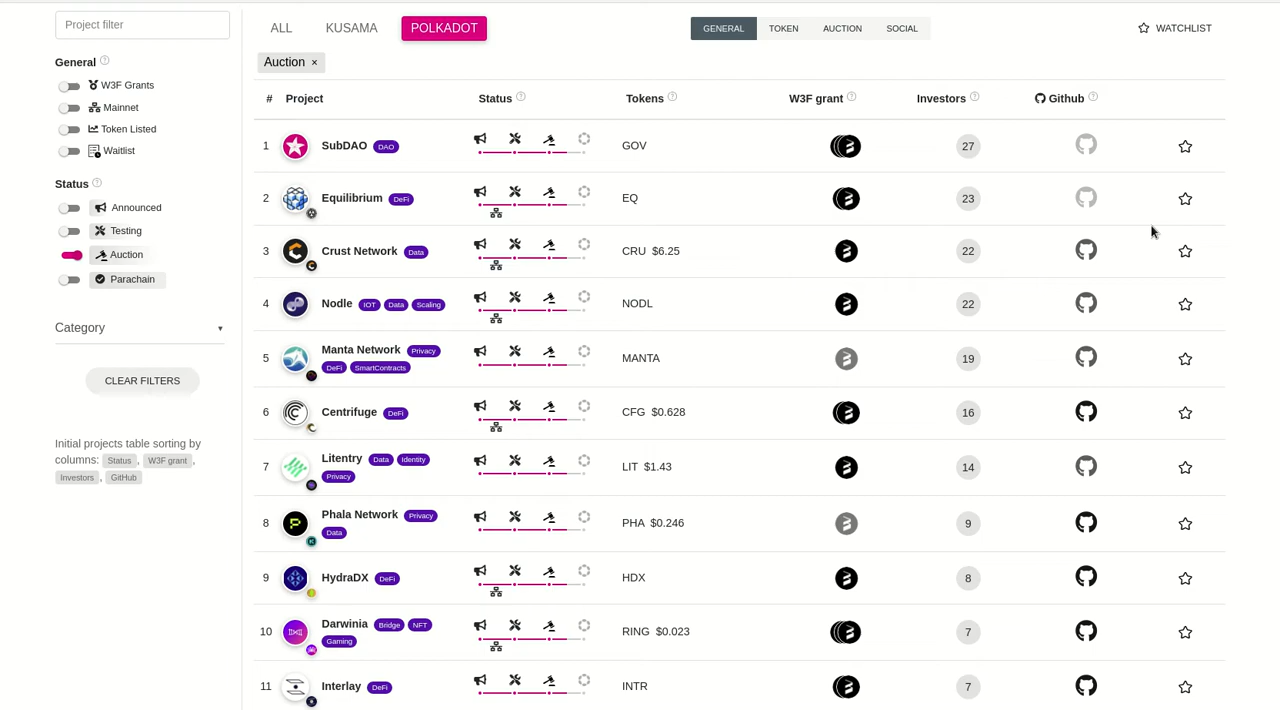 Project filter
ALL KUSAMA POLKADOT GENERAL TOKEN AUCTION SOCIAL WATCHLIST
Auction ×
General ?
W3F Grants
Mainnet
Token Listed
Waitlist
Status ?
Announced
Testing
Auction
Parachain
Category
CLEAR FILTERS
Initial projects table sorting by
columns: Status , W3F grant ,
Investors , GitHub
# Project Status ? Tokens ? W3F grant ? Investors ? Github ?
1 SubDAO DAO GOV 27
2 Equilibrium DeFi EQ 23
3 Crust Network Data CRU $6.25 22
4 Nodle IOT Data Scaling NODL 22
5 Manta Network Privacy MANTA 19
DeFi SmartContracts
6 Centrifuge DeFi CFG $0.628 16
7 Litentry Data Identity LIT $1.43 14
Privacy
8 Phala Network Privacy PHA $0.246 9
Data
9 HydraDX DeFi HDX 8
10 Darwinia Bridge NFT RING $0.023 7
Gaming
11 Interlay DeFi INTR 7